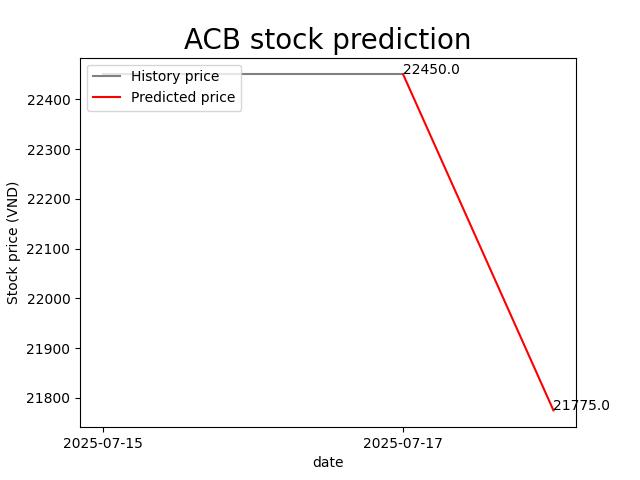 ACB stock prediction
22450.0
History price
Predicted price
22400
22300
22200
22100
22000
21900
21800
Stock price (VND)
21775.0
2025-07-15
2025-07-17
date